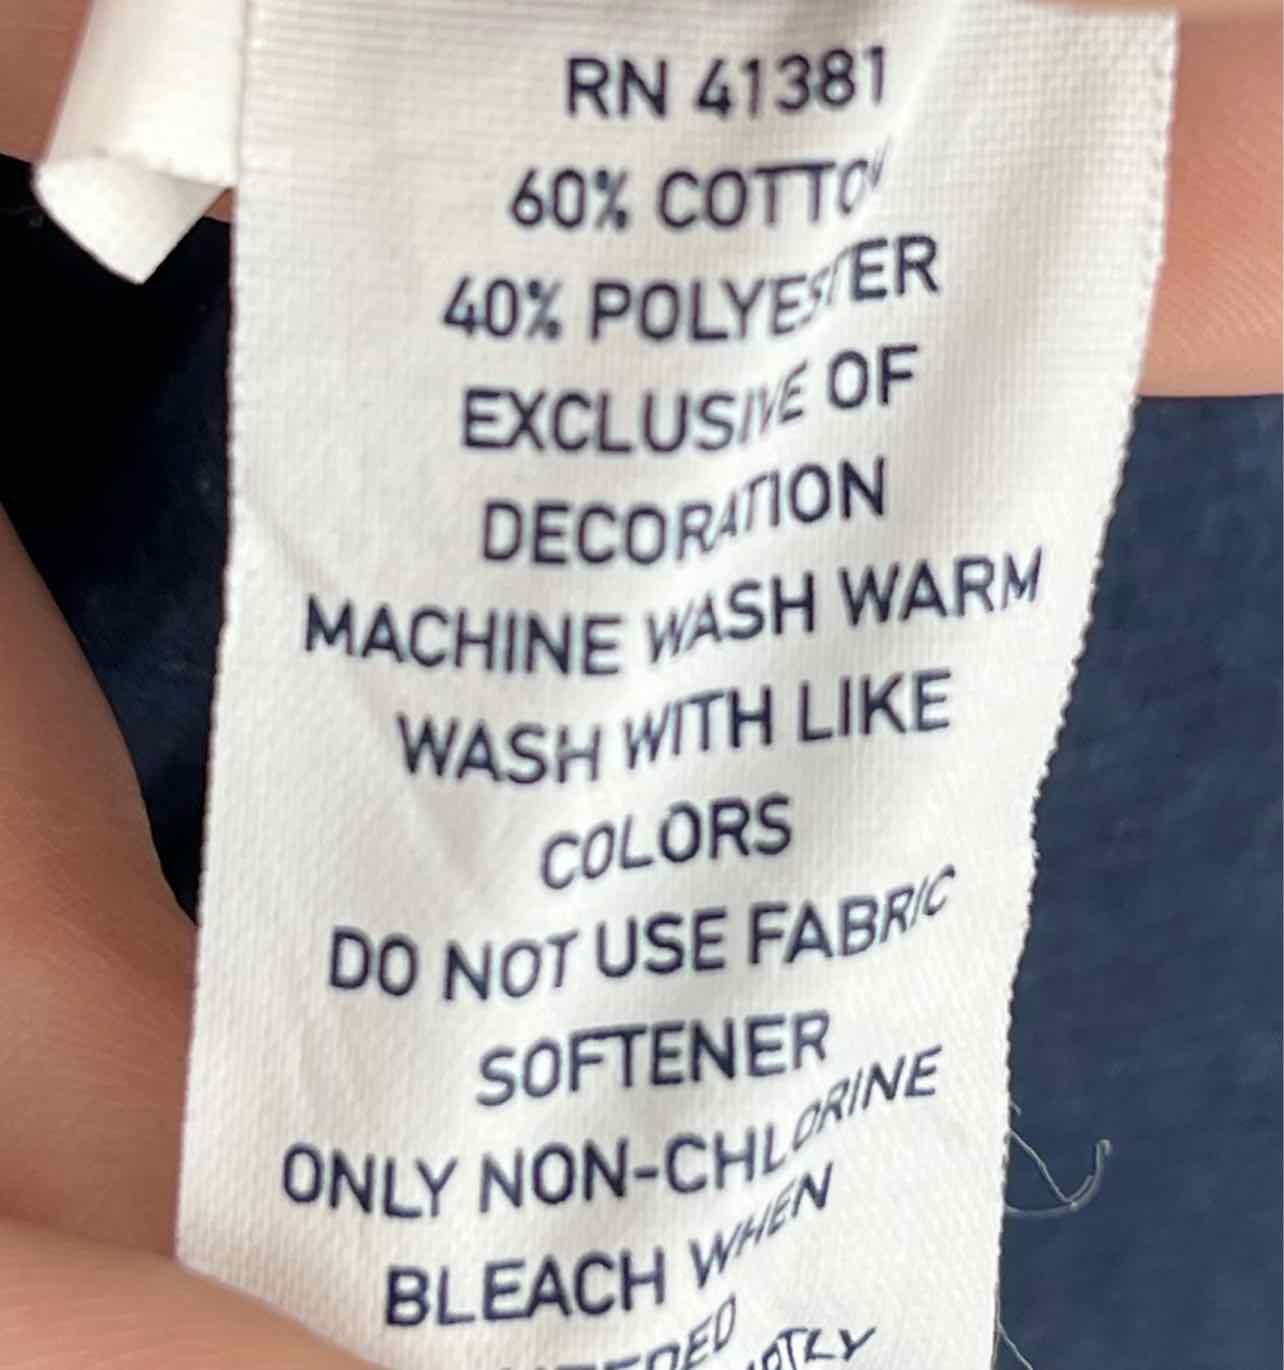 RN 41381
60% COTTON
40% POLYESTER
EXCLUSIVE OF
DECORATION
MACHINE WASH WARM
WASH WITH LIKE
COLORS
DO NOT USE FABRIC
SOFTENER
ONLY NON-CHLORINE
BLEACH WHEN